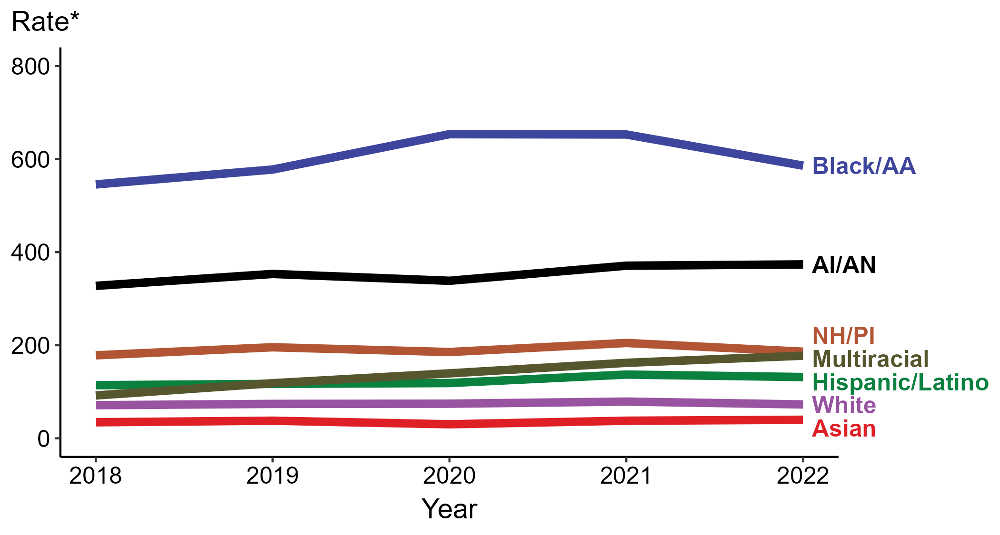 Rate*
800
600
400
200
0
Black/AA
AI/AN
NH/PI
Multiracial
Hispanic/Latino
White
Asian
2018 2019 2020 2021 2022
Year